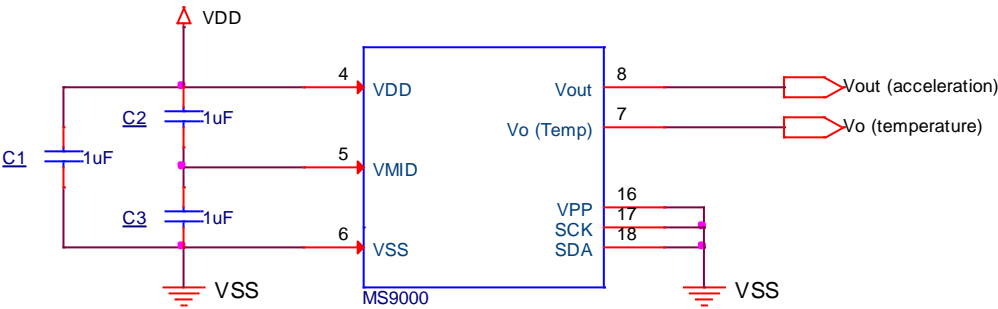 VDD
4
VDD
8
Vout
Vout (acceleration)
C2
1uF
7
Vo (Temp)
Vo (temperature)
C1
1uF
5
VMID
C3
1uF
16
VPP
17
SCK
6
VSS
18
SDA
VSS
VSS
MS9000